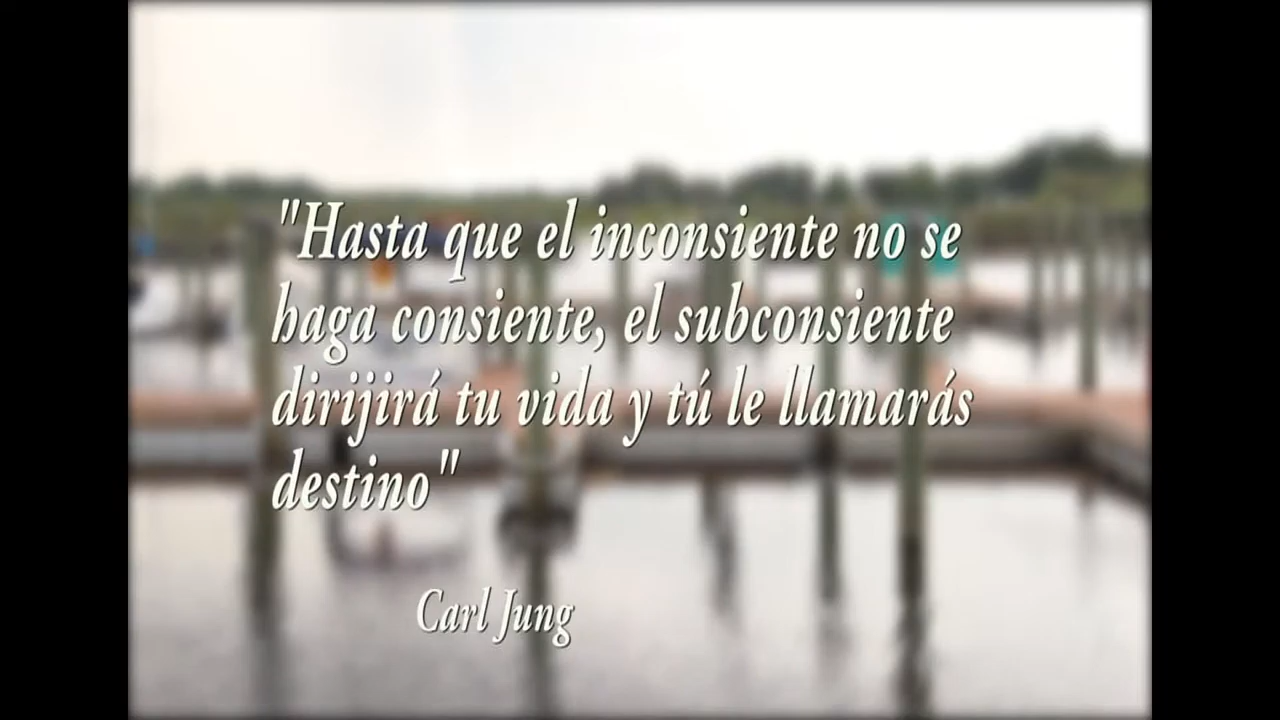 "Hasta que el inconsiente no se
haga consiente, el subconsiente
dirijirá tu vida y tú le llamarás
destino"
Carl Jung